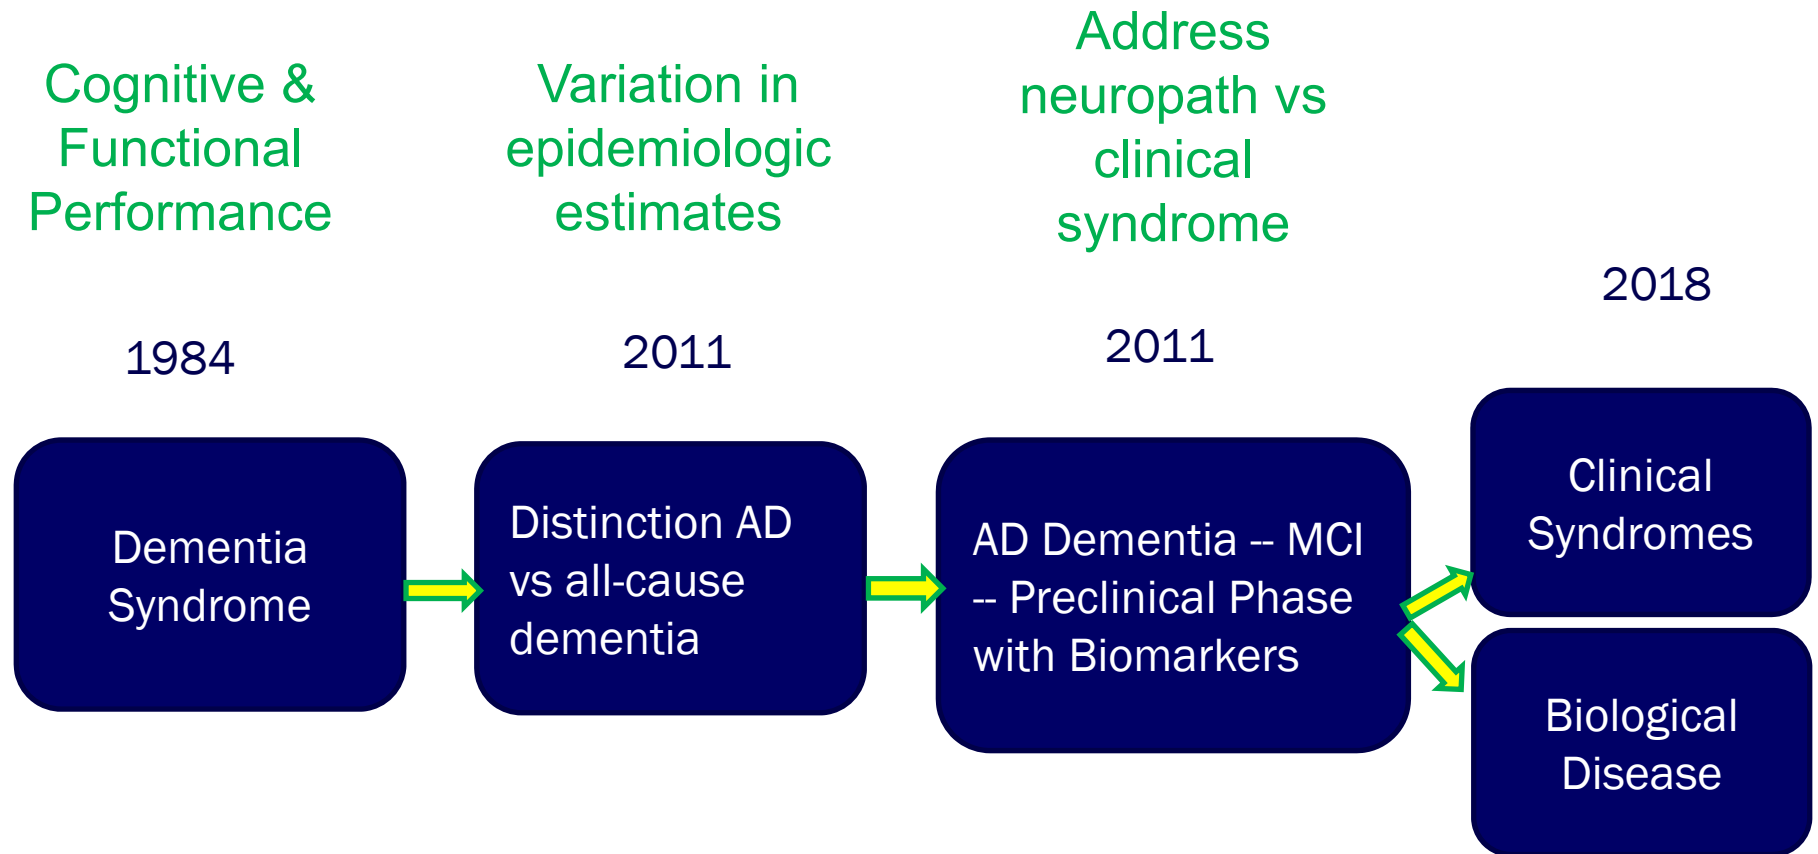 Cognitive &
Functional
Performance
Variation in
epidemiologic
estimates
Address
neuropath vs
clinical
syndrome
1984
2011
2011
2018
Dementia
Syndrome
Distinction AD
vs all-cause
dementia
AD Dementia -- MCI
-- Preclinical Phase
with Biomarkers
Clinical
Syndromes
Biological
Disease